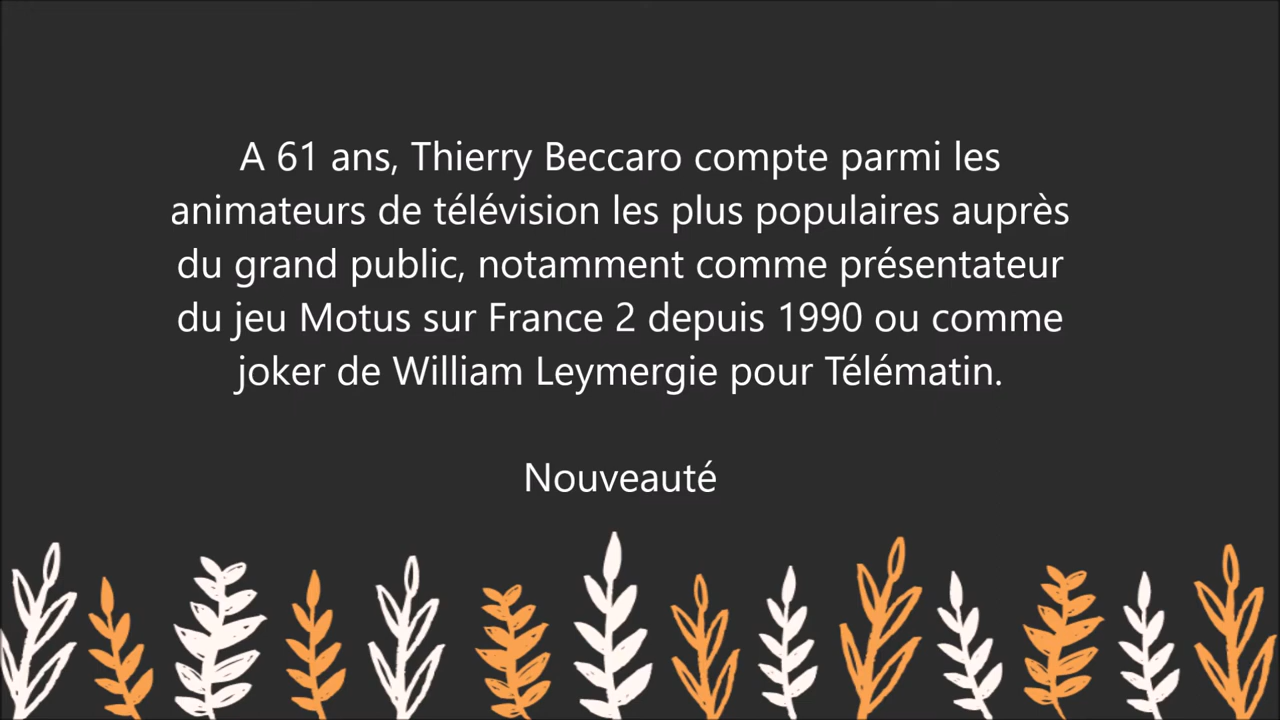 A 61 ans, Thierry Beccaro compte parmi les
animateurs de télévision les plus populaires auprès
du grand public, notamment comme présentateur
du jeu Motus sur France 2 depuis 1990 ou comme
joker de William Leymergie pour Télématin.
Nouveauté